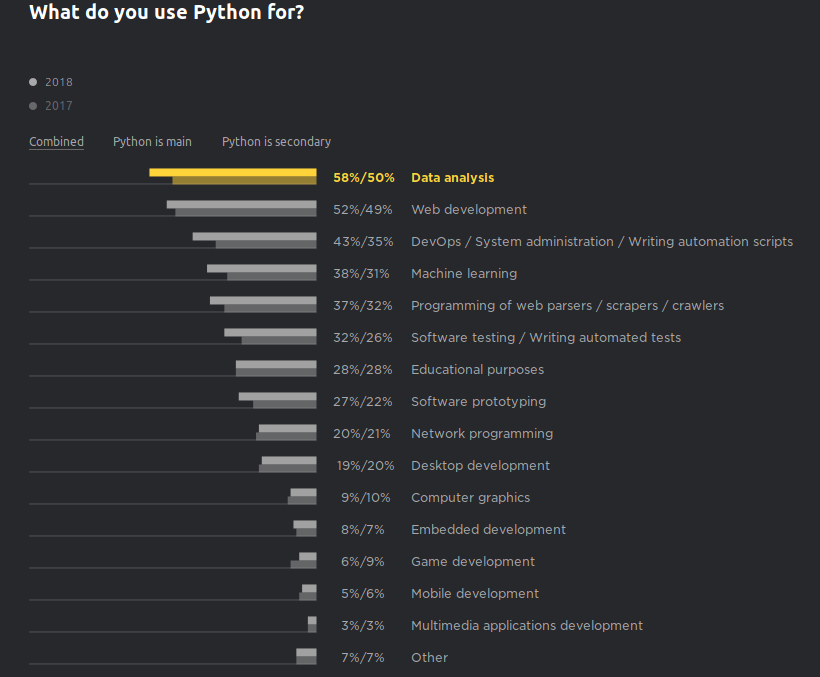 What do you use Python for?
2018
2017
Combined Python is main Python is secondary
58%/50% Data analysis
52%/49% Web development
43%/35% DevOps / System administration / Writing automation scripts
38%/31% Machine learning
37%/32% Programming of web parsers / scrapers / crawlers
32%/26% Software testing / Writing automated tests
28%/28% Educational purposes
27%/22% Software prototyping
20%/21% Network programming
19%/20% Desktop development
9%/10% Computer graphics
8%/7% Embedded development
6%/9% Game development
5%/6% Mobile development
3%/3% Multimedia applications development
7%/7% Other